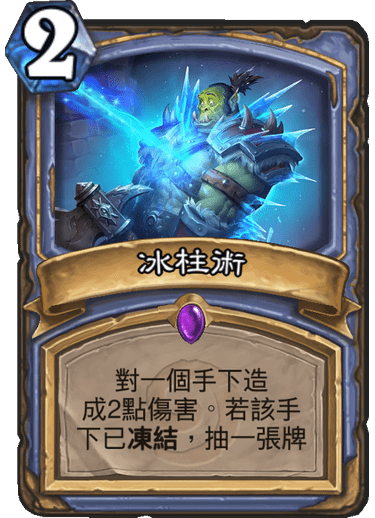 2
冰柱術
對一個手下造
成2點傷害。若該手
下已凍結，抽一張牌